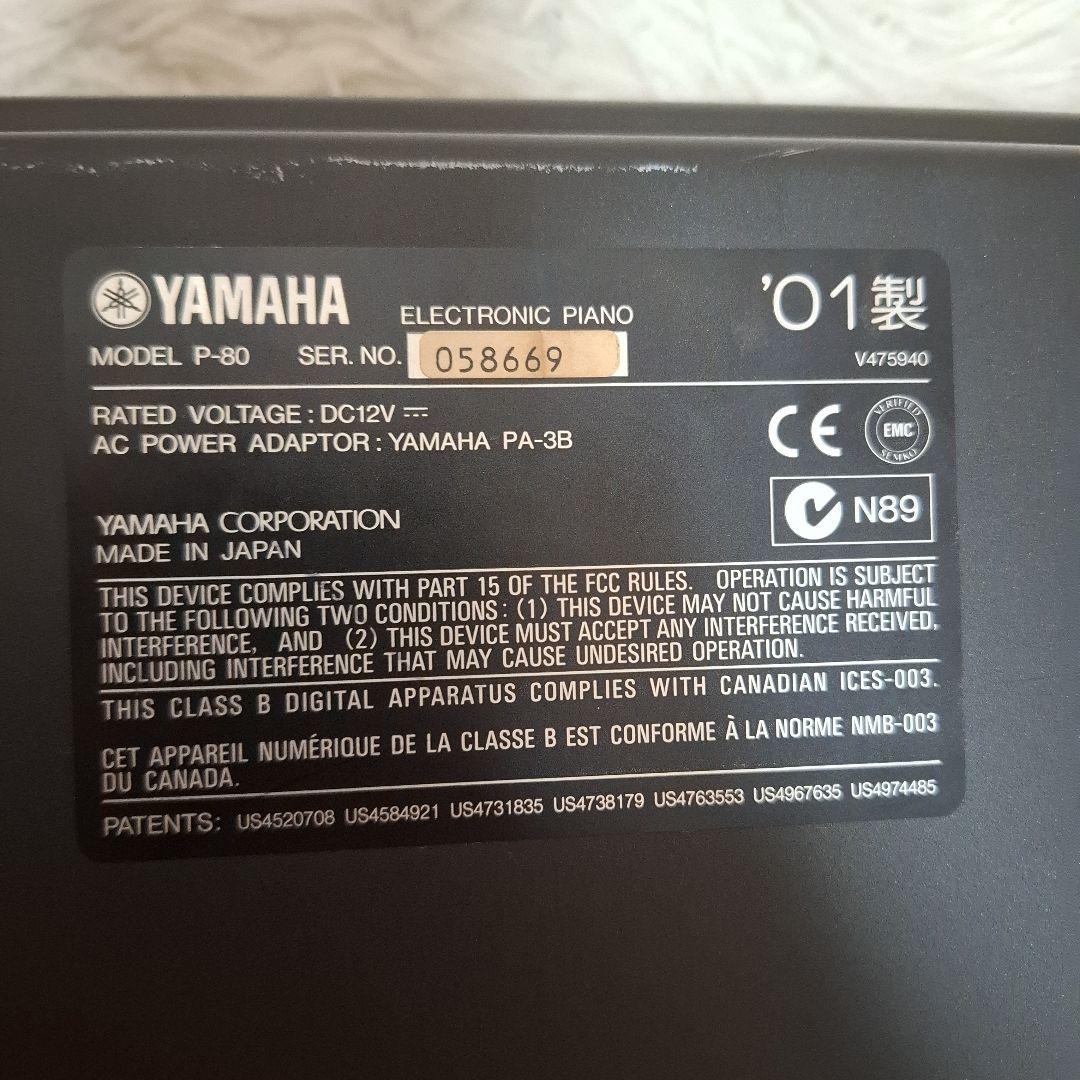 YAMAHA
ELECTRONIC PIANO
'01製
MODEL P-80 SER. NO. 058669
V475940
RATED VOLTAGE : DC12V ⎓
AC POWER ADAPTOR : YAMAHA PA-3B
CE
VERIFIED
EMC
SEMKO
N89
YAMAHA CORPORATION
MADE IN JAPAN
THIS DEVICE COMPLIES WITH PART 15 OF THE FCC RULES. OPERATION IS SUBJECT
TO THE FOLLOWING TWO CONDITIONS: (1) THIS DEVICE MAY NOT CAUSE HARMFUL
INTERFERENCE, AND (2) THIS DEVICE MUST ACCEPT ANY INTERFERENCE RECEIVED,
INCLUDING INTERFERENCE THAT MAY CAUSE UNDESIRED OPERATION.
THIS CLASS B DIGITAL APPARATUS COMPLIES WITH CANADIAN ICES-003.
CET APPAREIL NUMÉRIQUE DE LA CLASSE B EST CONFORME À LA NORME NMB-003
DU CANADA.
PATENTS: US4520708 US4584921 US4731835 US4738179 US4763553 US4967635 US4974485